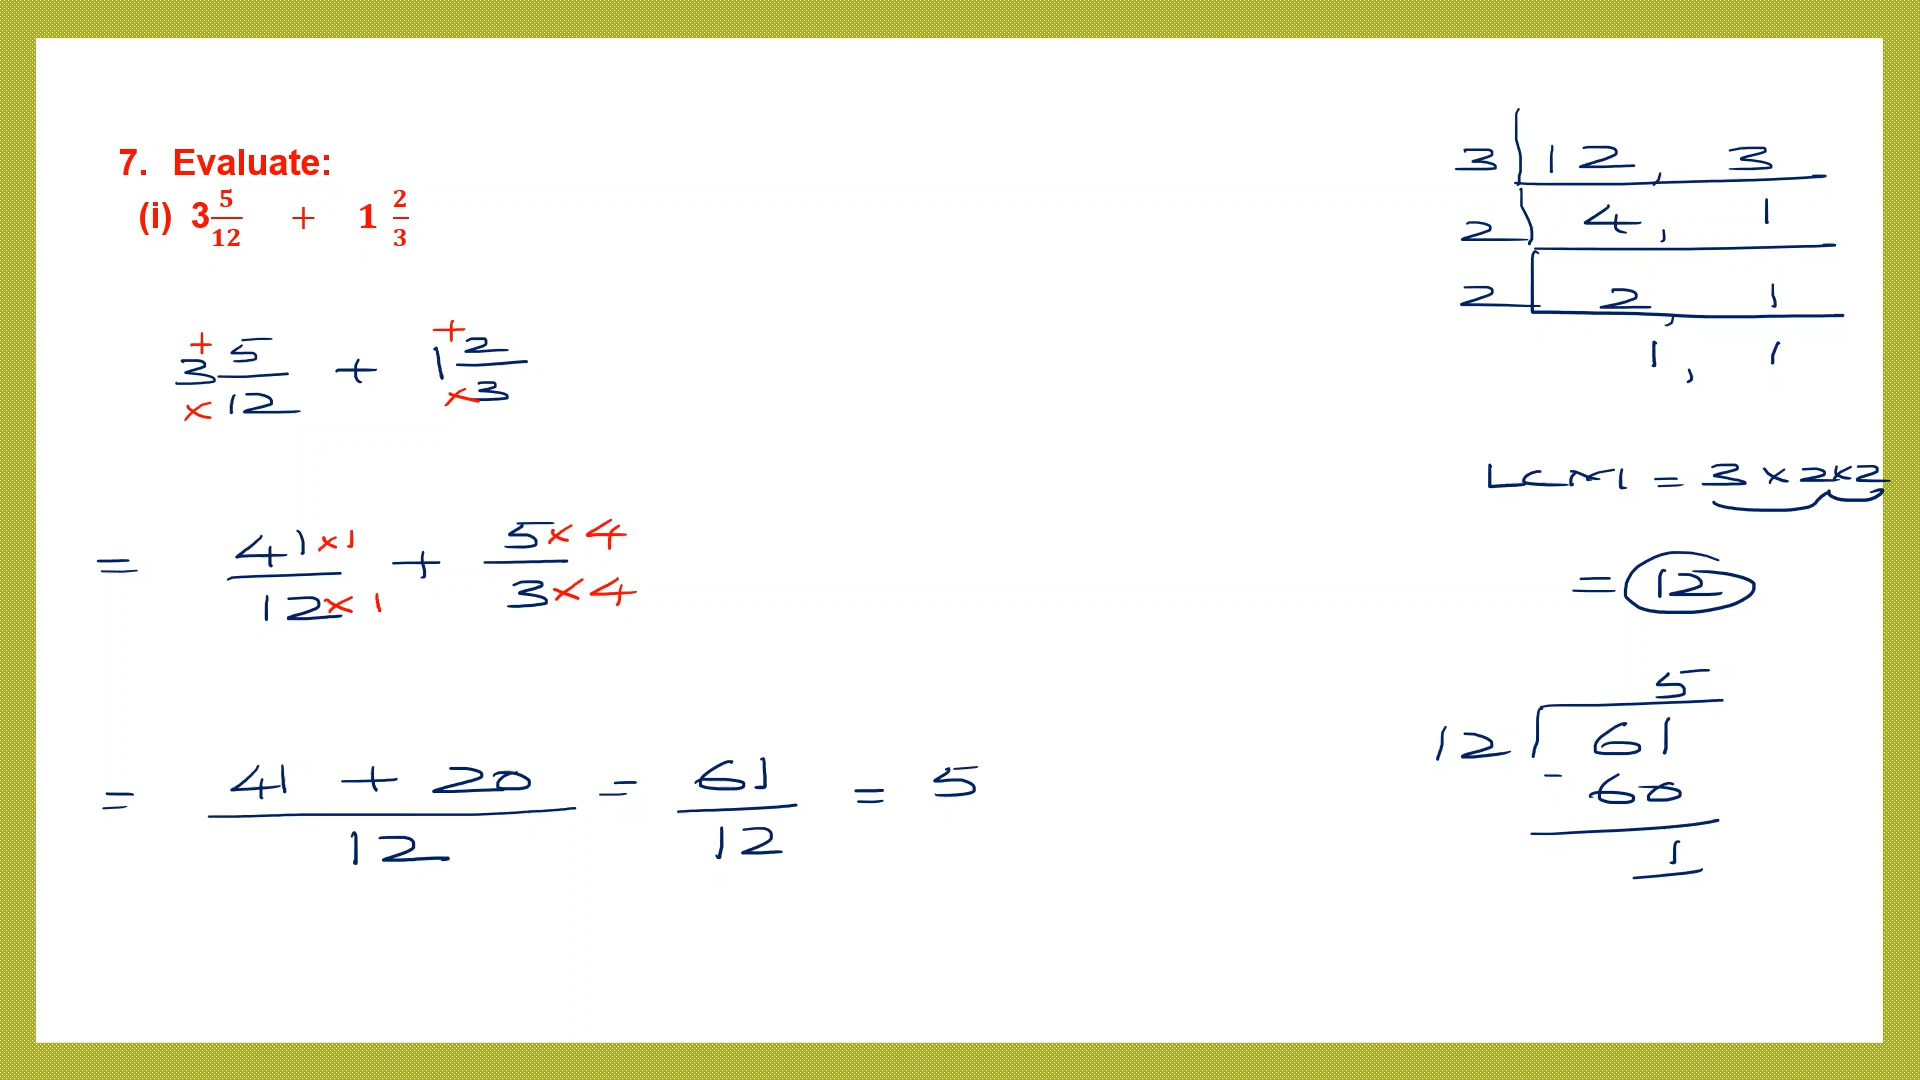 7. Evaluate:
(i) 3 5/12 + 1 2/3
+ +
3 5/12 + 1 2/3
× ×
= 41×1/12×1 + 5×4/3×4
= 41 + 20/12 = 61/12 = 5
3 | 12, 3
2 | 4, 1
2 | 2, 1
1, 1
LCM = 3 × 2 × 2
= 12
5
12 61
- 60
1